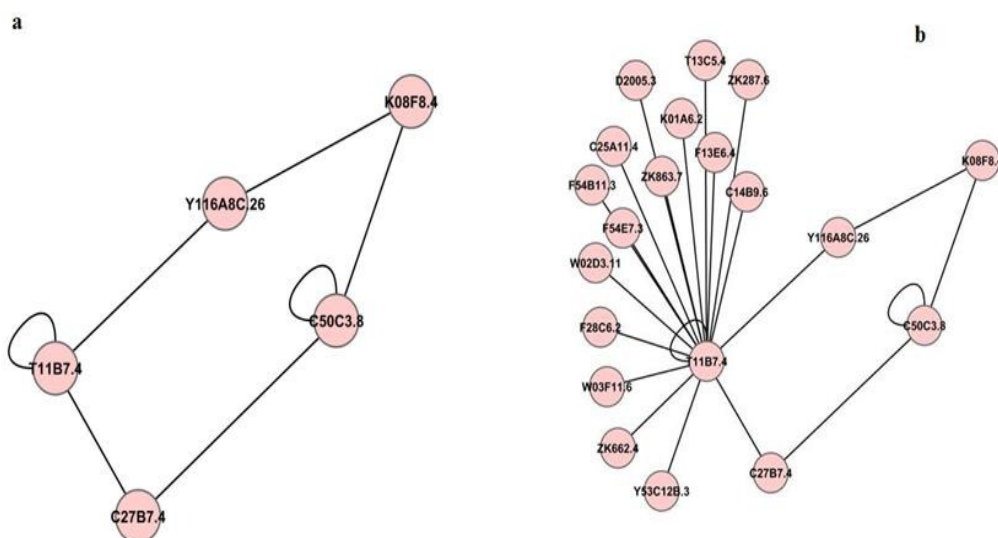 a
K08F8.4
Y116A8C.26
C50C3.8
T11B7.4
C27B7.4
b
T13C5.4
D2005.3
ZK287.6
K01A6.2
C25A11.4
F13E6.4
K08F8.4
ZK863.7
F54B11.3
C14B9.6
F54E7.3
Y116A8C.26
W02D3.11
F28C6.2
C50C3.8
T11B7.4
W03F11.6
ZK662.4
C27B7.4
Y53C12B.3